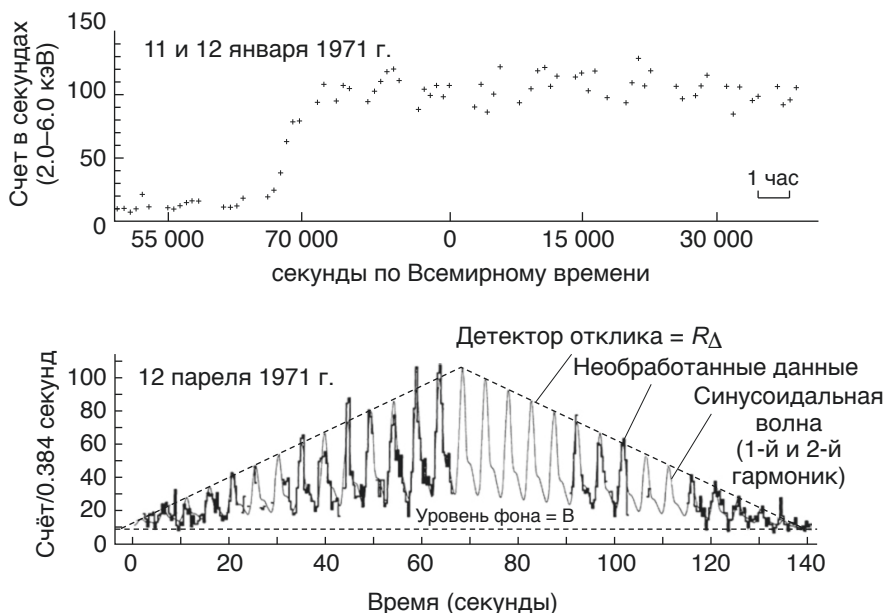 150
11 и 12 января 1971 г.
100
50
0
Счет в секундах
(2.0–6.0 кэВ)
1 час
55 000
70 000
0
15 000
30 000
секунды по Всемирному времени
Детектор отклика = RΔ
Необработанные данные
Синусоидальная
волна
(1-й и 2-й
гармоник)
12 пареля 1971 г.
100
80
60
40
20
0
Счёт/0.384 секунд
Уровень фона = B
0
20
40
60
80
100
120
140
Время (секунды)